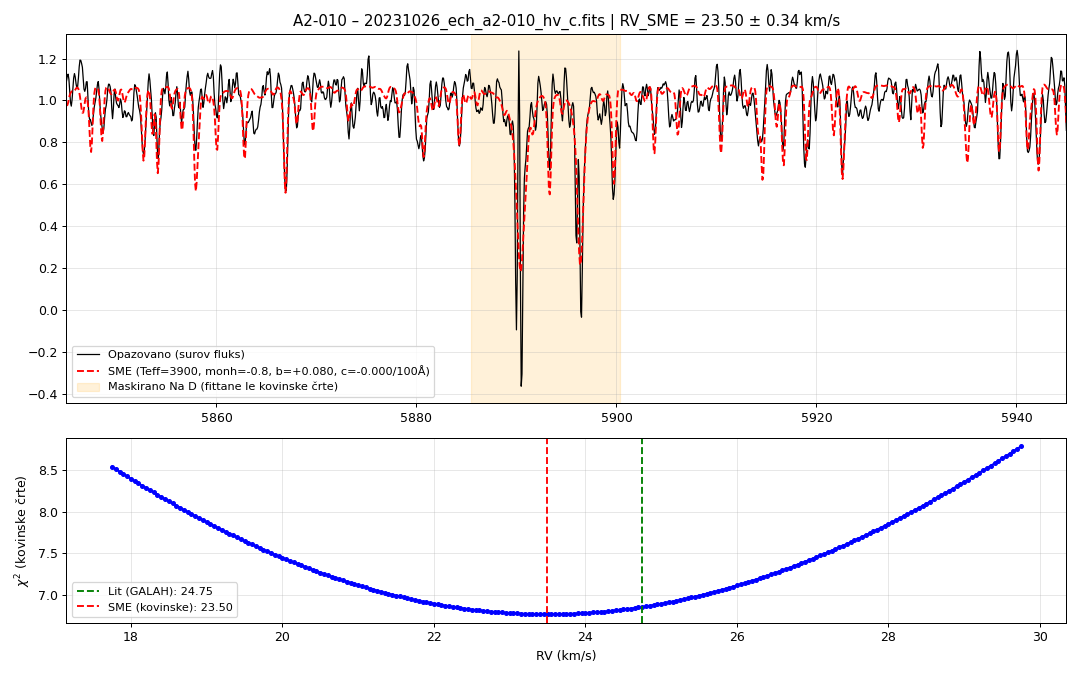 A2-010 – 20231026_ech_a2-010_hv_c.fits | RV_SME = 23.50 ± 0.34 km/s
1.2
1.0
0.8
0.6
0.4
0.2
0.0
−0.2
−0.4
Opazovano (surov fluks)
SME (Teff=3900, monh=-0.8, b=+0.080, c=-0.000/100Å)
Maskirano Na D (fittane le kovinske črte)
5860 5880 5900 5920 5940
χ² (kovinske črte)
8.5
8.0
7.5
7.0
Lit (GALAH): 24.75
SME (kovinske): 23.50
18 20 22 24 26 28 30
RV (km/s)